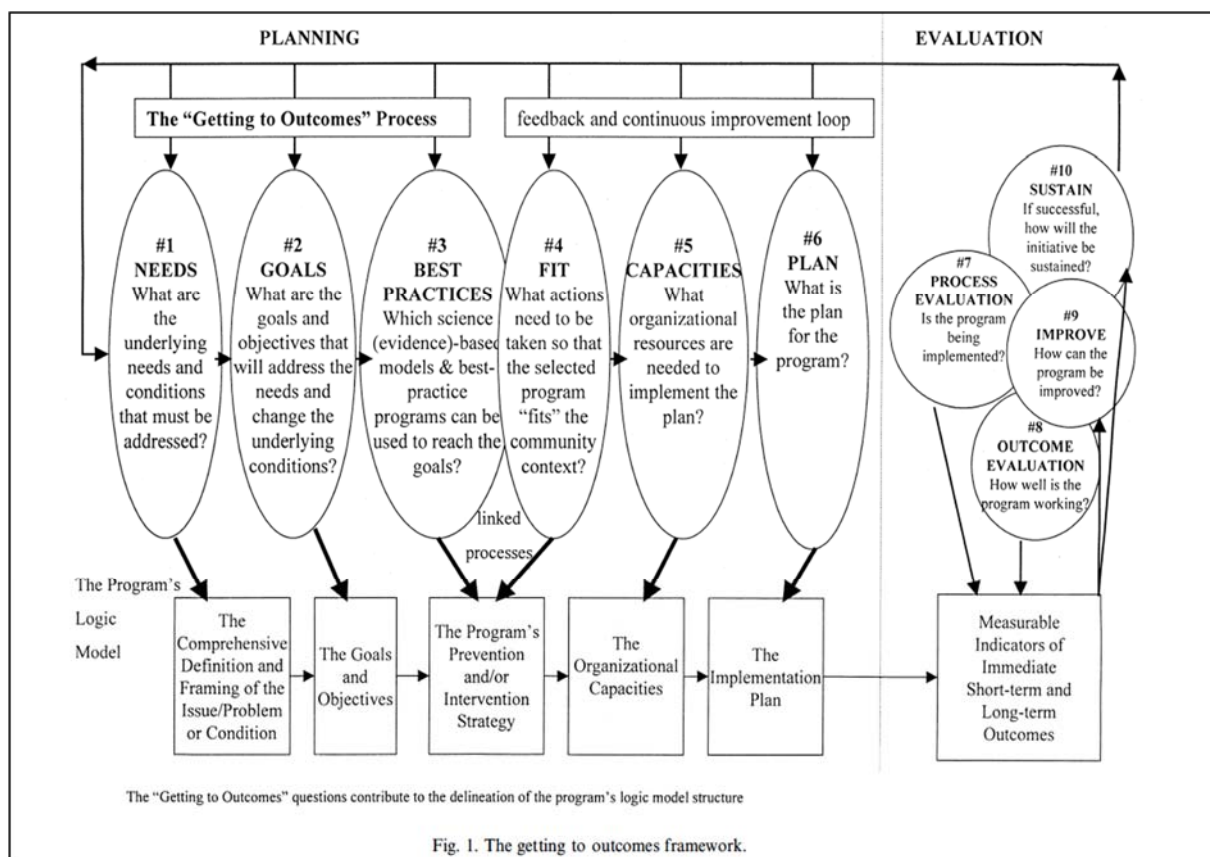 PLANNING
EVALUATION
The "Getting to Outcomes" Process
feedback and continuous improvement loop
#1
NEEDS
What are
the
underlying
needs and
conditions
that must be
addressed?
#2
GOALS
What are the
goals and
objectives that
will address the
needs and
change the
underlying
conditions?
#3
BEST
PRACTICES
Which science
(evidence)-based
models & best-
practice
programs can be
used to reach the
goals?
#4
FIT
What actions
need to be
taken so that
the selected
program
"fits" the
community
context?
linked
processes
#5
CAPACITIES
What
organizational
resources are
needed to
implement the
plan?
#6
PLAN
What is
the plan
for the
program?
#10
SUSTAIN
If successful,
how will the
initiative be
sustained?
#7
PROCESS
EVALUATION
Is the program
being
implemented?
#9
IMPROVE
How can the
program be
improved?
#8
OUTCOME
EVALUATION
How well is the
program working?
The Program's
Logic
Model
The
Comprehensive
Definition and
Framing of the
Issue/Problem
or Condition
The Goals
and
Objectives
The Program's
Prevention
and/or
Intervention
Strategy
The
Organizational
Capacities
The
Implementation
Plan
Measurable
Indicators of
Immediate
Short-term and
Long-term
Outcomes
The "Getting to Outcomes" questions contribute to the delineation of the program's logic model structure
Fig. 1. The getting to outcomes framework.